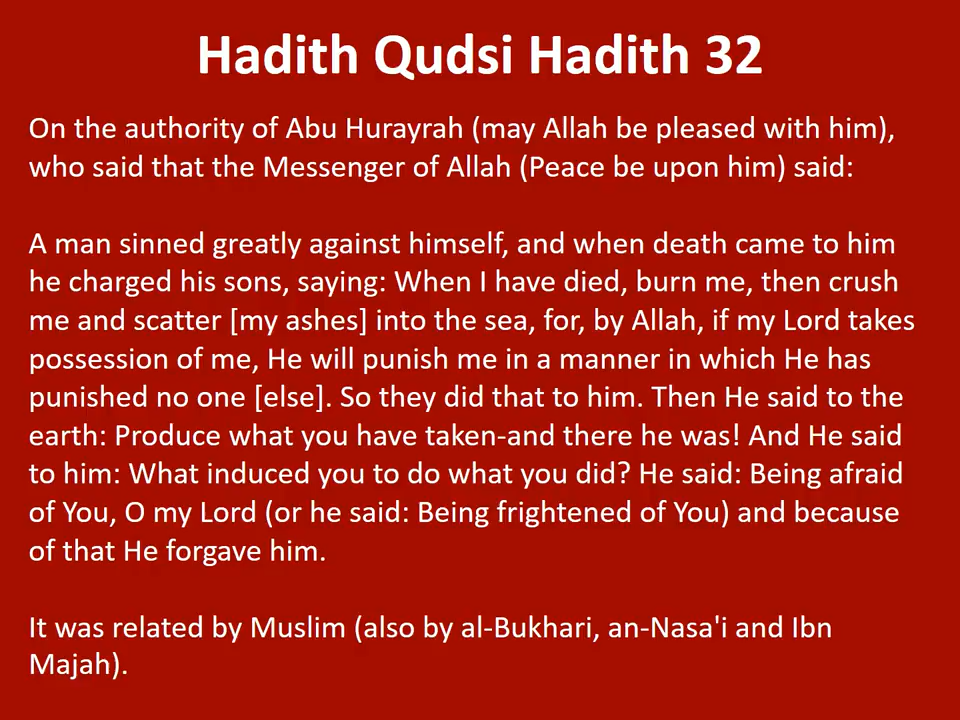 Hadith Qudsi Hadith 32
On the authority of Abu Hurayrah (may Allah be pleased with him),
who said that the Messenger of Allah (Peace be upon him) said:
A man sinned greatly against himself, and when death came to him
he charged his sons, saying: When I have died, burn me, then crush
me and scatter [my ashes] into the sea, for, by Allah, if my Lord takes
possession of me, He will punish me in a manner in which He has
punished no one [else]. So they did that to him. Then He said to the
earth: Produce what you have taken-and there he was! And He said
to him: What induced you to do what you did? He said: Being afraid
of You, O my Lord (or he said: Being frightened of You) and because
of that He forgave him.
It was related by Muslim (also by al-Bukhari, an-Nasa'i and Ibn
Majah).